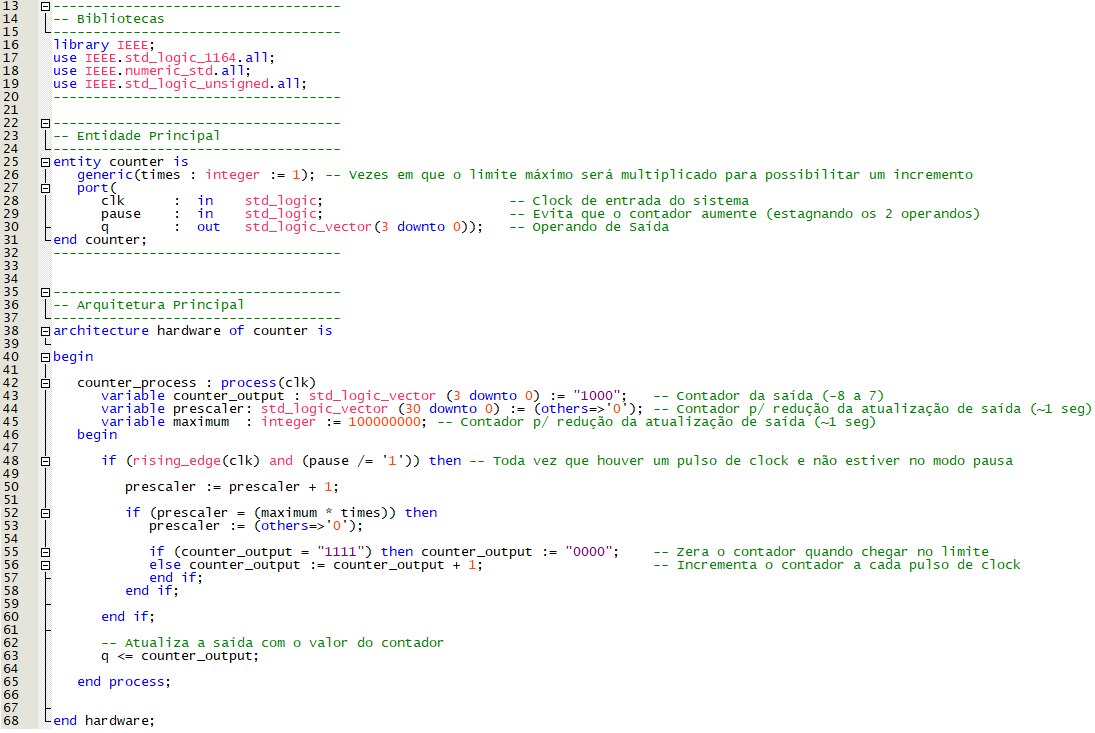 13 ------------------------------------
14 -- Bibliotecas
15 ------------------------------------
16 library IEEE;
17 use IEEE.std_logic_1164.all;
18 use IEEE.numeric_std.all;
19 use IEEE.std_logic_unsigned.all;
20 ------------------------------------
21
22 ------------------------------------
23 -- Entidade Principal
24 ------------------------------------
25 entity counter is
26    generic(times : integer := 1); -- Vezes em que o limite máximo será multiplicado para possibilitar um incremento
27    port(
28       clk      :  in    std_logic;                        -- Clock de entrada do sistema
29       pause    :  in    std_logic;                        -- Evita que o contador aumente (estagnando os 2 operandos)
30       q        :  out   std_logic_vector(3 downto 0));   -- Operando de Saída
31 end counter;
32 ------------------------------------
33
34
35 ------------------------------------
36 -- Arquitetura Principal
37 ------------------------------------
38 architecture hardware of counter is
39
40 begin
41
42    counter_process : process(clk)
43       variable counter_output : std_logic_vector (3 downto 0) := "1000";   -- Contador da saída (-8 a 7)
44       variable prescaler: std_logic_vector (30 downto 0) := (others=>'0'); -- Contador p/ redução da atualização de saída (~1 seg)
45       variable maximum  : integer := 100000000; -- Contador p/ redução da atualização de saída (~1 seg)
46    begin
47
48       if (rising_edge(clk) and (pause /= '1')) then -- Toda vez que houver um pulso de clock e não estiver no modo pausa
49
50          prescaler := prescaler + 1;
51
52          if (prescaler = (maximum * times)) then
53             prescaler := (others=>'0');
54
55             if (counter_output = "1111") then counter_output := "0000";    -- Zera o contador quando chegar no limite
56             else counter_output := counter_output + 1;                     -- Incrementa o contador a cada pulso de clock
57             end if;
58          end if;
59
60       end if;
61
62       -- Atualiza a saída com o valor do contador
63       q <= counter_output;
64
65    end process;
66
67
68 end hardware;